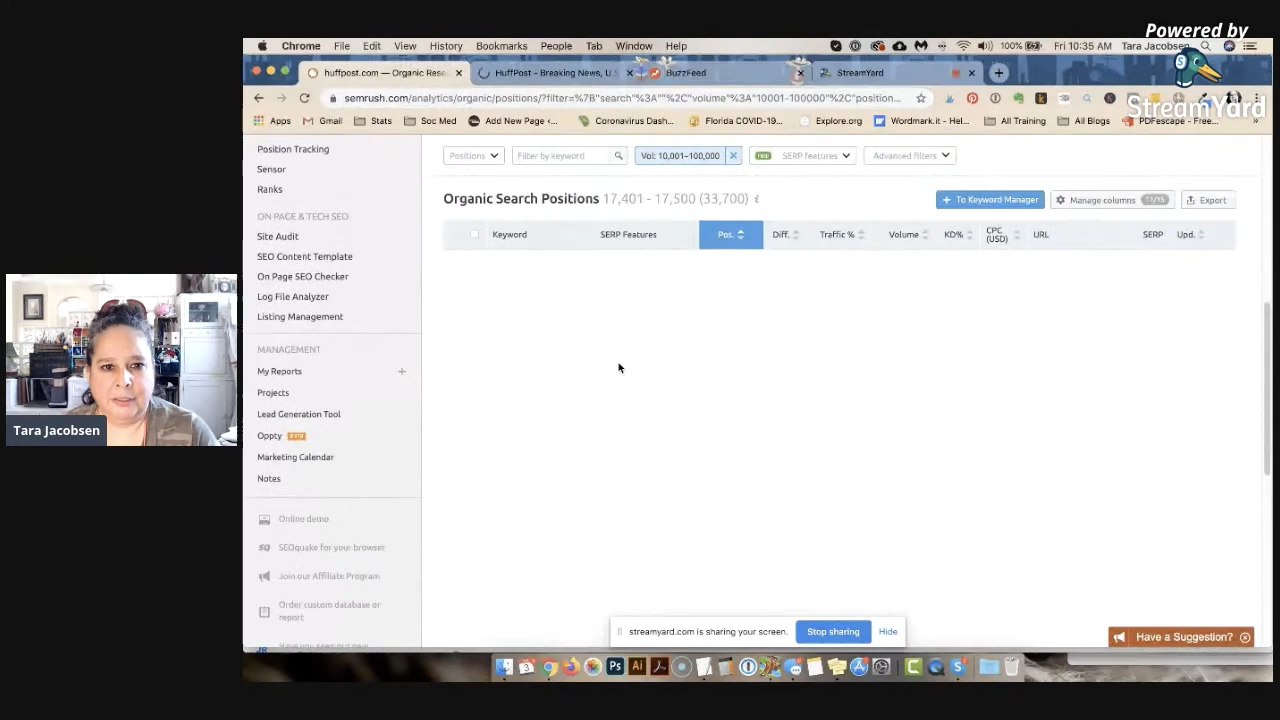 Powered by
StreamYard
Chrome File Edit View History Bookmarks People Tab Window Help 100% Fri 10:35 AM Tara Jacobsen
huffpost.com — Organic Rese HuffPost - Breaking News, U. BuzzFeed StreamYard
semrush.com/analytics/organic/positions/?filter=%7B"search"%3A""%2C"volume"%3A"10001-100000"%2C"position...
Apps Gmail Stats Soc Med Add New Page <... Coronavirus Dash... Florida COVID-19... Explore.org Wordmark.it - Hel... All Training All Blogs PDFescape - Free...
Position Tracking
Sensor
Ranks
ON PAGE & TECH SEO
Site Audit
SEO Content Template
On Page SEO Checker
Log File Analyzer
Listing Management
MANAGEMENT
My Reports +
Projects
Lead Generation Tool
Oppty
Marketing Calendar
Notes
Online demo
SEOquake for your browser
Join our Affiliate Program
Order custom database or
report
Positions Filter by keyword Vol: 10,001–100,000 SERP features Advanced filters
Organic Search Positions 17,401 - 17,500 (33,700) i
+ To Keyword Manager Manage columns 11/15 Export
Keyword SERP Features Pos. Diff. Traffic % Volume KD% CPC (USD) URL SERP Upd.
streamyard.com is sharing your screen. Stop sharing Hide
Have a Suggestion?
Tara Jacobsen